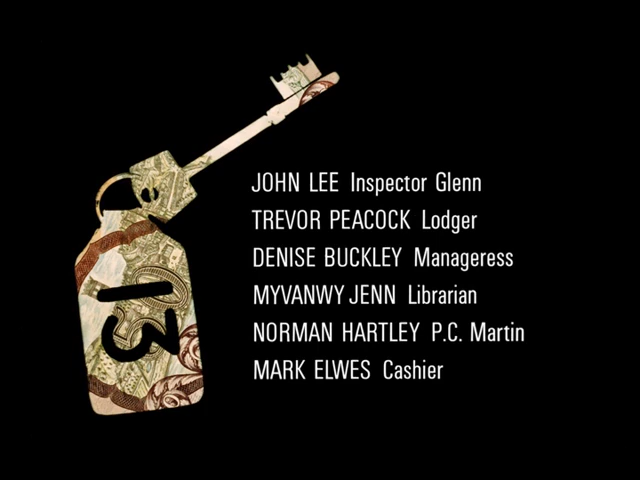 JOHN LEE Inspector Glenn
TREVOR PEACOCK Lodger
DENISE BUCKLEY Manageress
MYVANWY JENN Librarian
NORMAN HARTLEY P.C. Martin
MARK ELWES Cashier
13